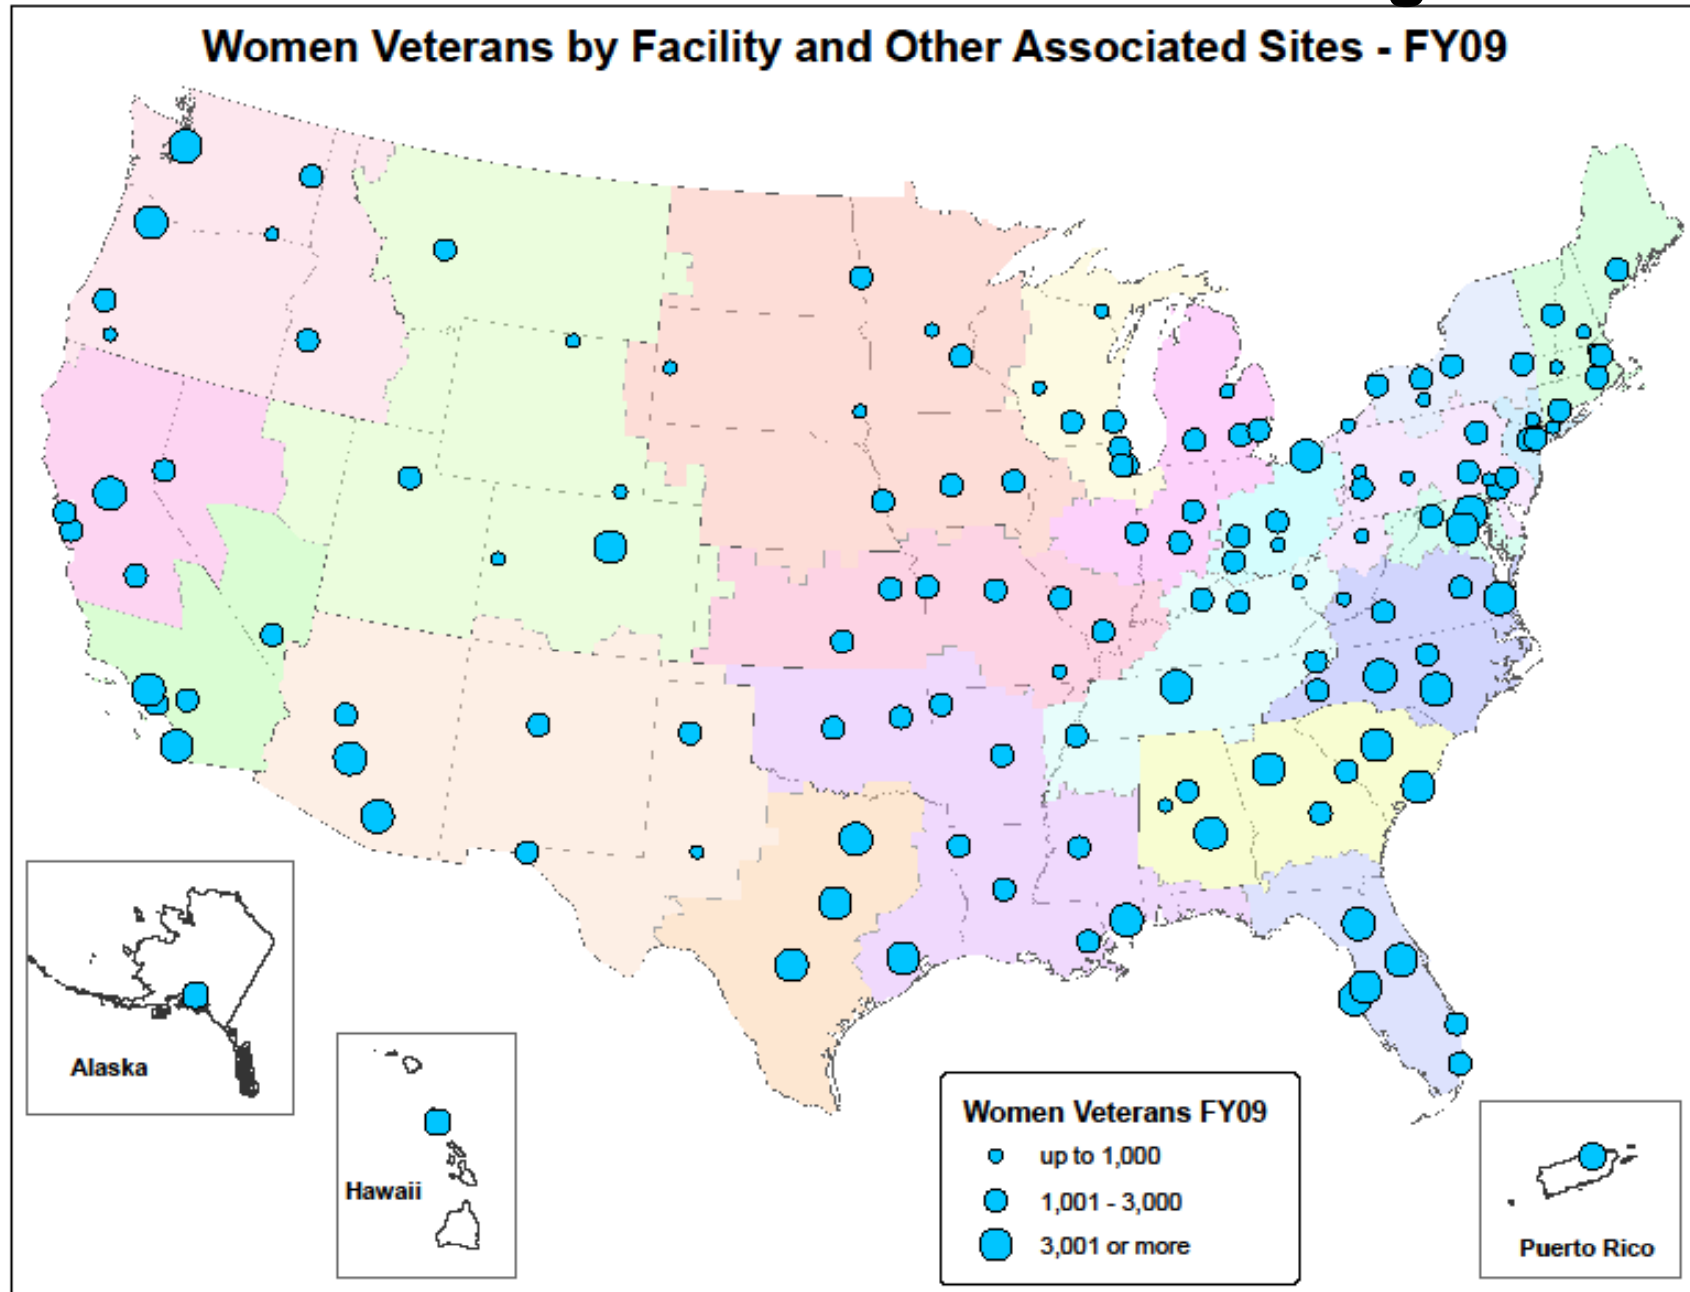 Women Veterans by Facility and Other Associated Sites - FY09
Alaska
Hawaii
Women Veterans FY09
up to 1,000
1,001 - 3,000
3,001 or more
Puerto Rico